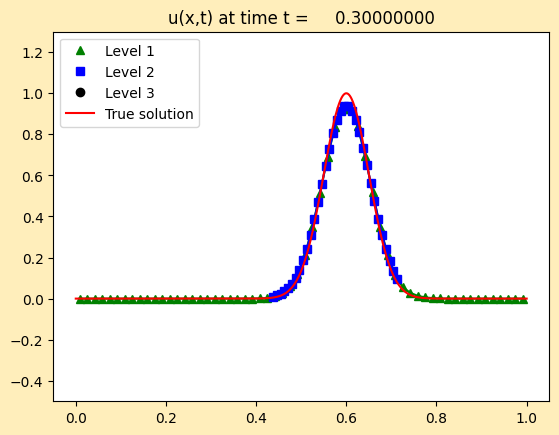 u(x,t) at time t =     0.30000000
Level 1
Level 2
Level 3
True solution
1.2
1.0
0.8
0.6
0.4
0.2
0.0
−0.2
−0.4
0.0 0.2 0.4 0.6 0.8 1.0